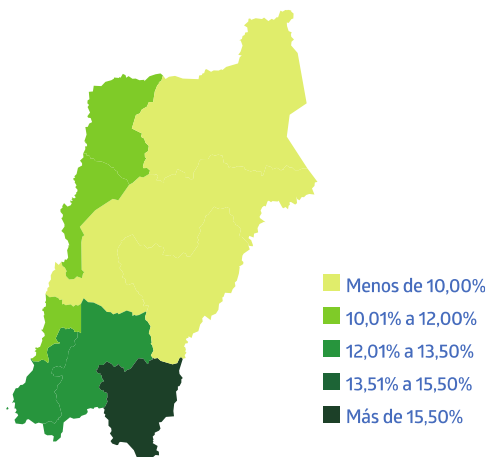 Menos de 10,00%
10,01% a 12,00%
12,01% a 13,50%
13,51% a 15,50%
Más de 15,50%